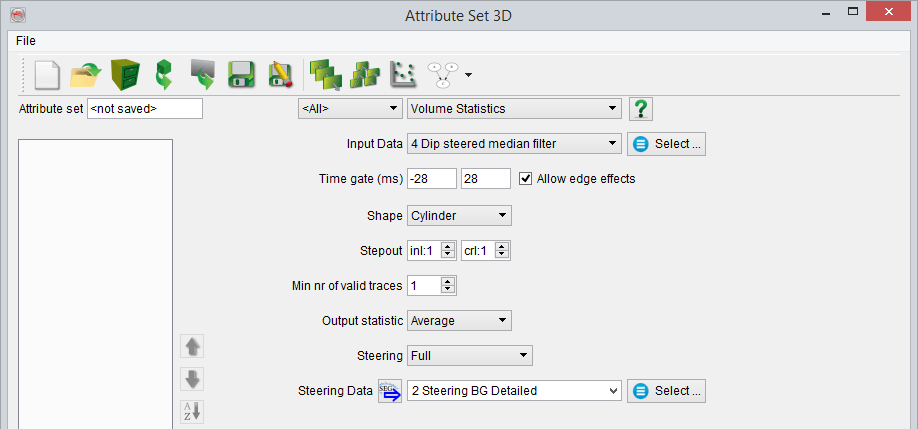 Attribute Set 3D
File
Attribute set <not saved> <All> Volume Statistics ?
Input Data 4 Dip steered median filter Select ...
Time gate (ms) -28 28 Allow edge effects
Shape Cylinder
Stepout inl:1 crl:1
Min nr of valid traces 1
Output statistic Average
Steering Full
Steering Data SEG 2 Steering BG Detailed Select ...
A
Z